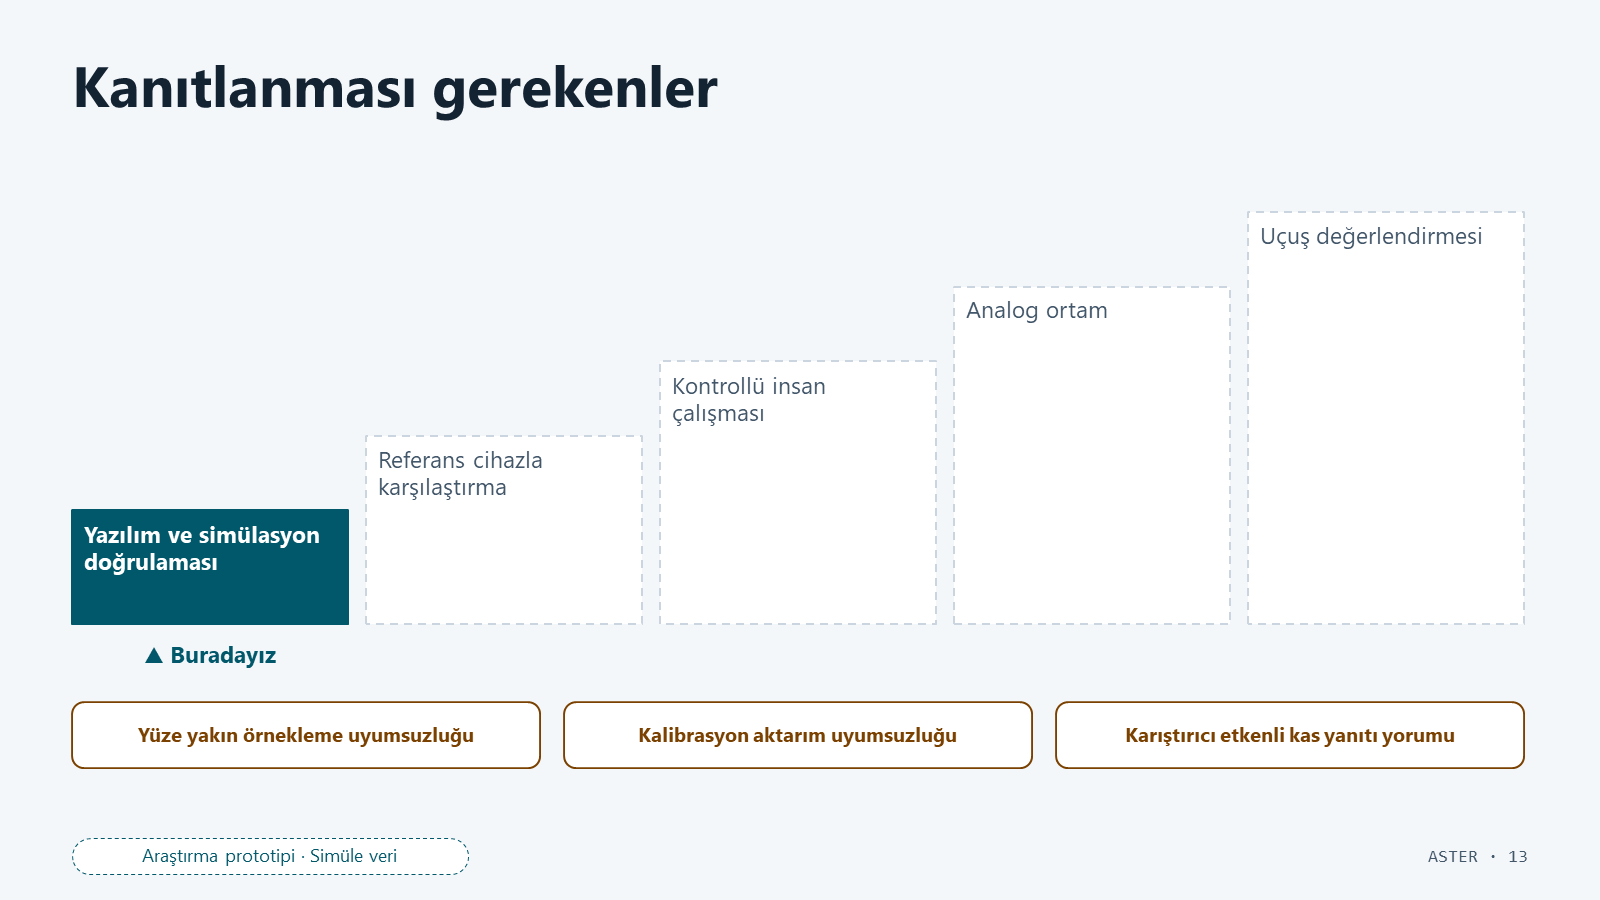 Kanıtlanması gerekenler
Uçuş değerlendirmesi
Analog ortam
Kontrollü insan
çalışması
Referans cihazla
karşılaştırma
Yazılım ve simülasyon
doğrulaması
▲ Buradayız
Yüze yakın örnekleme uyumsuzluğu
Kalibrasyon aktarım uyumsuzluğu
Karıştırıcı etkenli kas yanıtı yorumu
Araştırma prototipi · Simüle veri
ASTER · 13